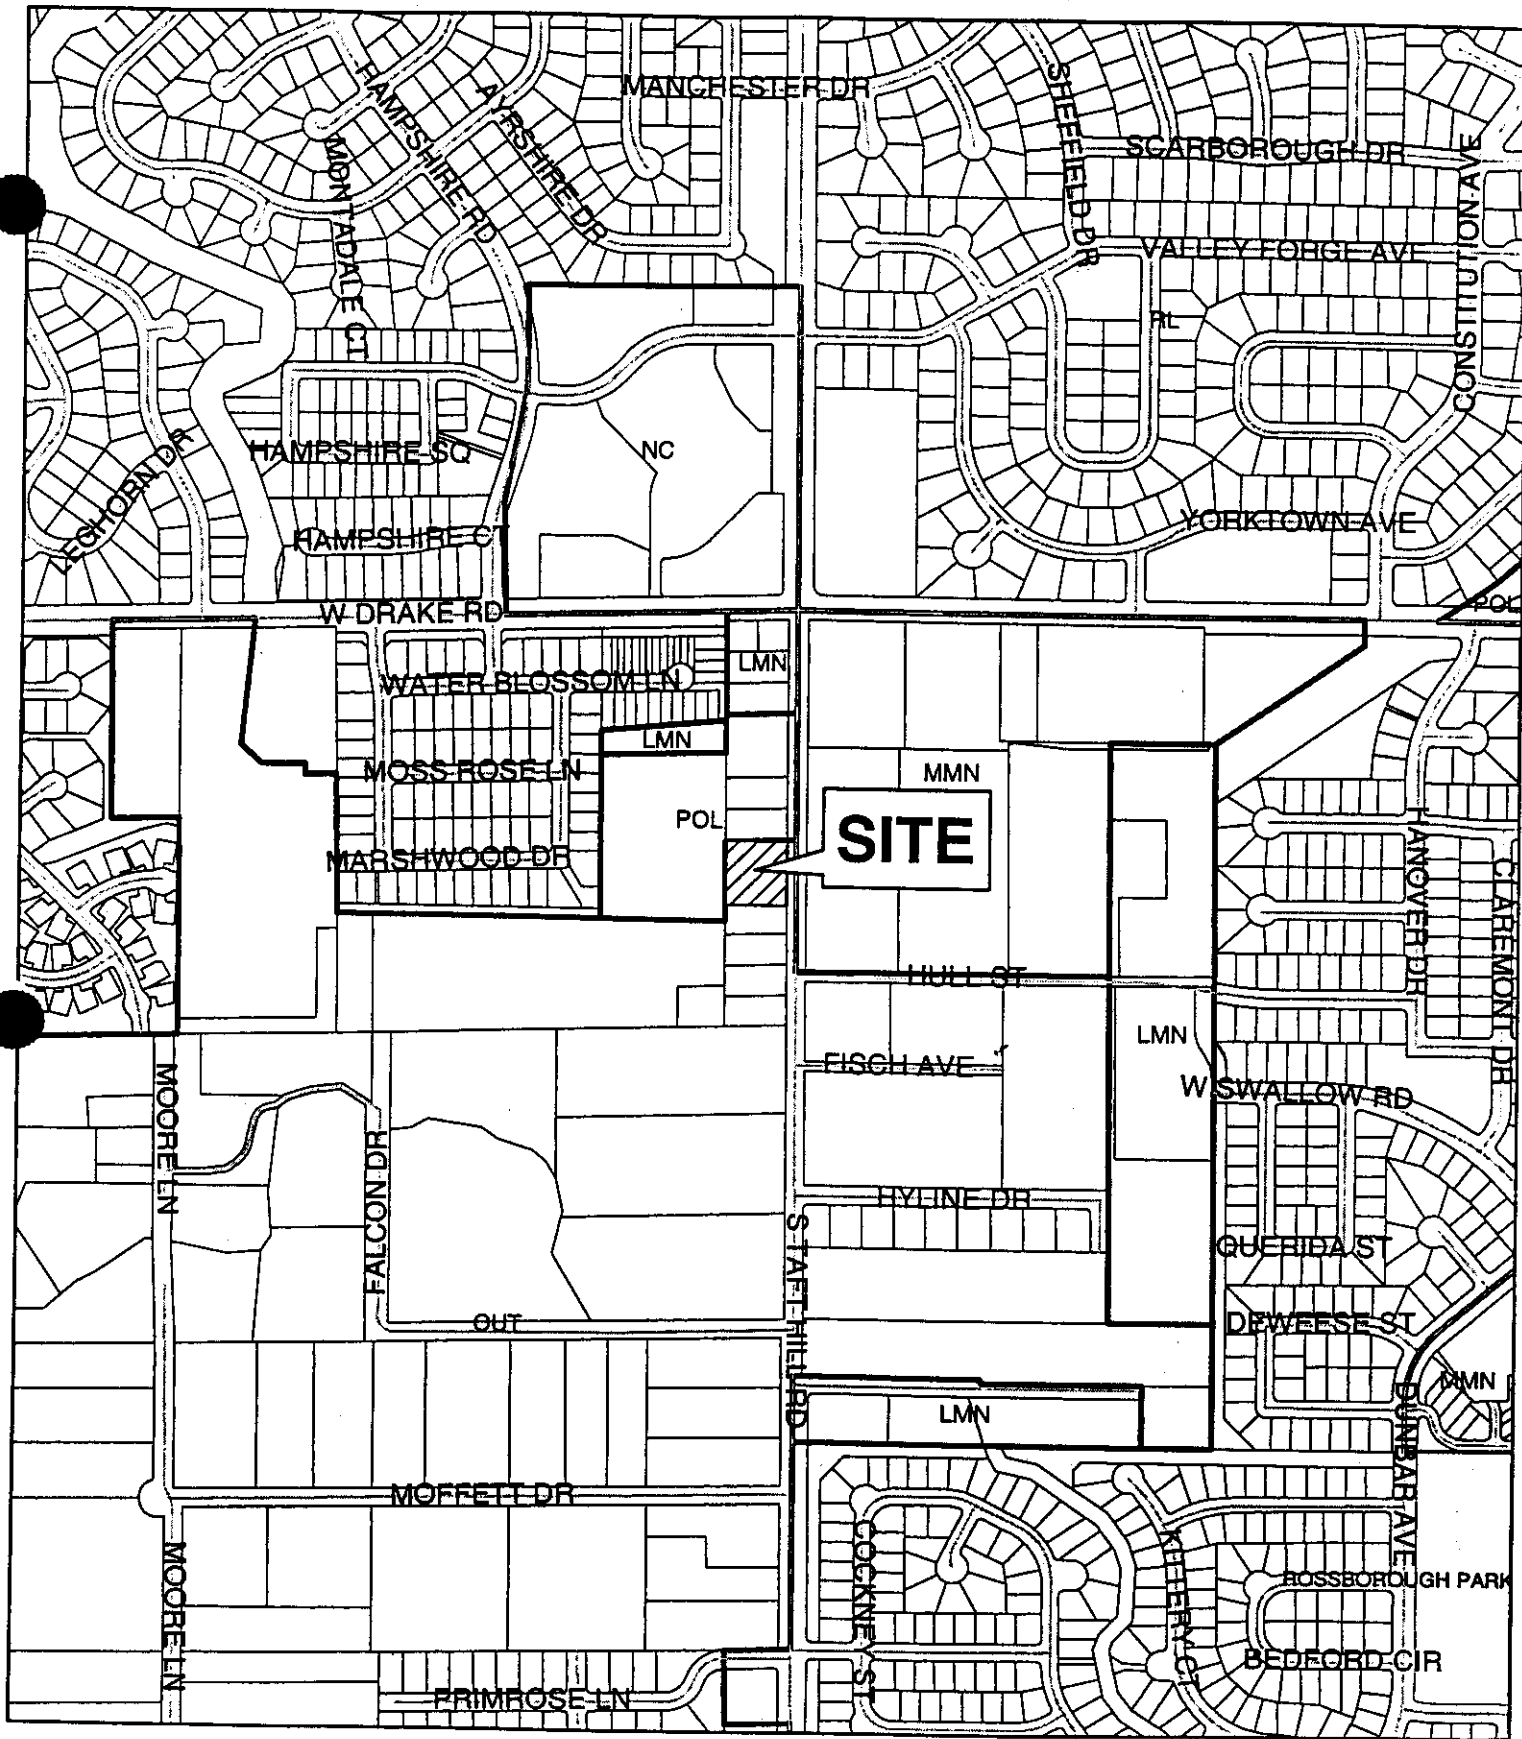 MANCHESTER DR
HAMPSHIRE RD
AYRSHIRE DR
SHEFFIELD DR
SCARBOROUGH DR
MONTADALE CT
CONSTITUTION AVE
VALLEY FORGE AVE
RL
HAMPSHIRE SQ
NC
LEGHORN DR
HAMPSHIRE CT
YORKTOWN AVE
W DRAKE RD
POL
LMN
WATER BLOSSOM LN
LMN
MOSS ROSE LN
MMN
POL
SITE
MARSHWOOD DR
HANOVER DR
CLAREMONT DR
HULL ST
LMN
FISCH AVE
W SWALLOW RD
MOORE LN
FALCON DR
HYLINE DR
S TAFT HILL RD
QUERIDA ST
OUT
DEWEESE ST
MMN
LMN
DUNBAR AVE
MOFFETT DR
COCKNEY ST
KITTERY CT
MOORE LN
ROSSBOROUGH PARK
BEDFORD CIR
PRIMROSE LN